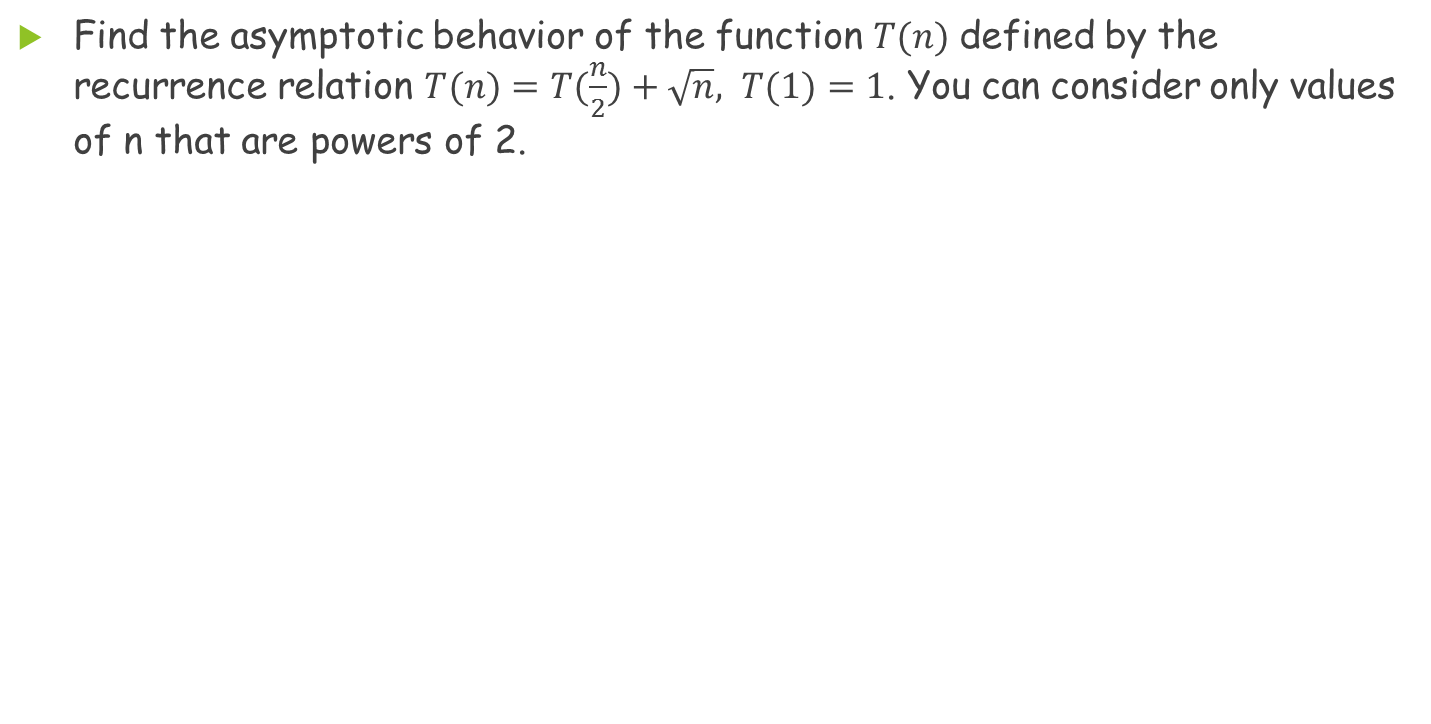 Find the asymptotic behavior of the function T(n) defined by the
recurrence relation T(n) = T(n/2) + √n, T(1) = 1. You can consider only values
of n that are powers of 2.